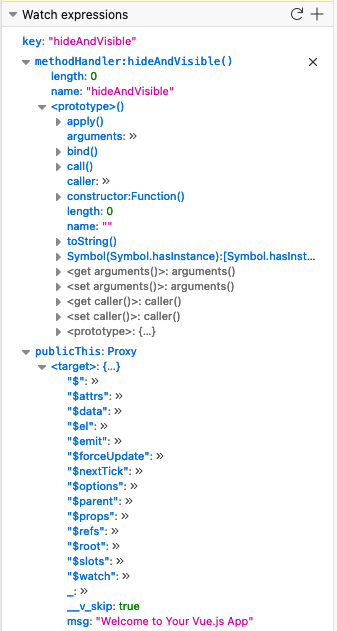 Watch expressions
key: "hideAndVisible"
methodHandler:hideAndVisible()
length: 0
name: "hideAndVisible"
<prototype>()
apply()
arguments: »
bind()
call()
caller: »
constructor:Function()
length: 0
name: ""
toString()
Symbol(Symbol.hasInstance):[Symbol.hasInst...
<get arguments()>: arguments()
<set arguments()>: arguments()
<get caller()>: caller()
<set caller()>: caller()
<prototype>: {...}
publicThis: Proxy
<target>: {...}
"$": »
"$attrs": »
"$data": »
"$el": »
"$emit": »
"$forceUpdate": »
"$nextTick": »
"$options": »
"$parent": »
"$props": »
"$refs": »
"$root": »
"$slots": »
"$watch": »
_: »
__v_skip: true
msg: "Welcome to Your Vue.js App"